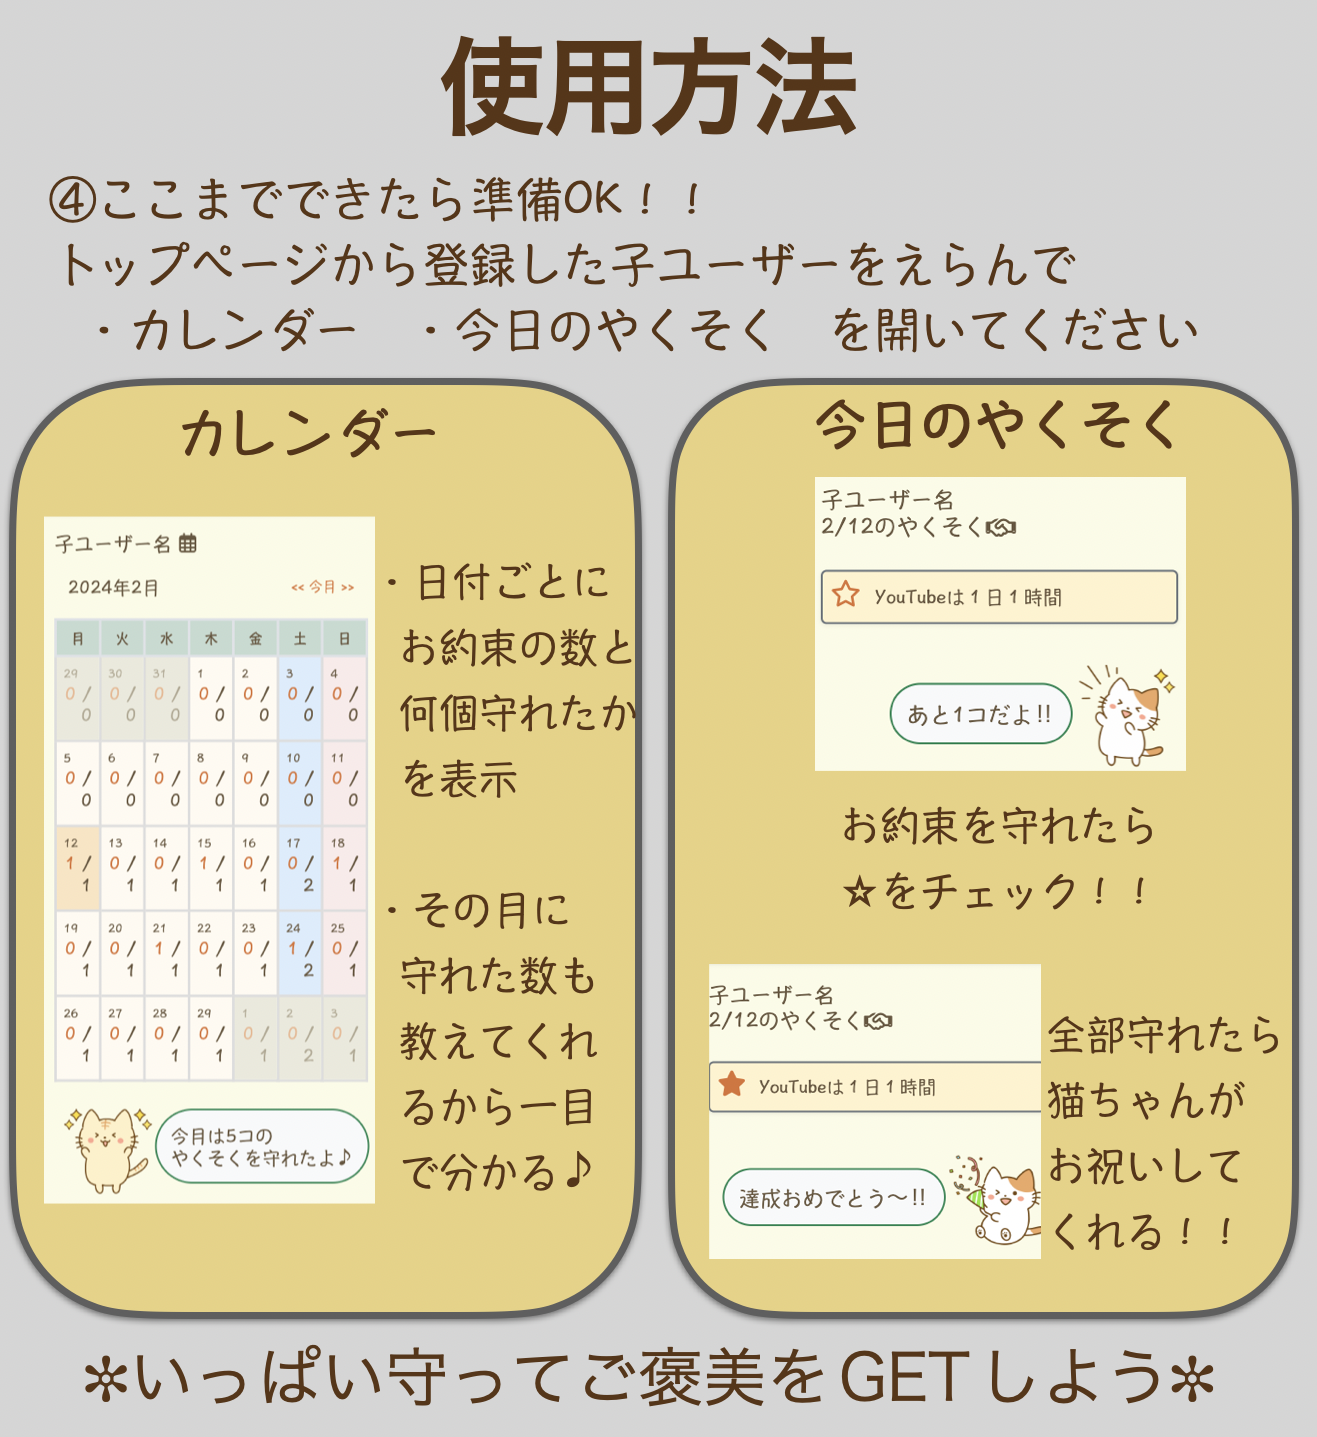 使用方法
④ここまでできたら準備OK！！
トップページから登録した子ユーザーをえらんで
・カレンダー　・今日のやくそく　を開いてください
カレンダー
子ユーザー名
2024年2月 << 今月 >>
月 火 水 木 金 土 日
29 30 31 1 2 3 4
0 / 0 / 0 / 0 / 0 / 0 / 0 /
0 0 0 0 0 0 0
5 6 7 8 9 10 11
0 / 0 / 0 / 0 / 0 / 0 / 0 /
0 0 0 0 0 0 0
12 13 14 15 16 17 18
1 / 0 / 0 / 1 / 0 / 0 / 1 /
1 1 1 1 1 2 1
19 20 21 22 23 24 25
0 / 0 / 1 / 0 / 0 / 1 / 0 /
1 1 1 1 1 2 1
26 27 28 29 1 2 3
0 / 0 / 0 / 0 / 0 / 0 / 0 /
1 1 1 1 1 2 1
今月は5コの
やくそくを守れたよ♪
・日付ごとに
お約束の数と
何個守れたか
を表示
・その月に
守れた数も
教えてくれ
るから一目
で分かる♪
今日のやくそく
子ユーザー名
2/12のやくそく
☆ YouTubeは１日１時間
あと1コだよ!!
お約束を守れたら
☆をチェック！！
子ユーザー名
2/12のやくそく
★ YouTubeは１日１時間
達成おめでとう〜!!
全部守れたら
猫ちゃんが
お祝いして
くれる！！
✲いっぱい守ってご褒美をGETしよう✲